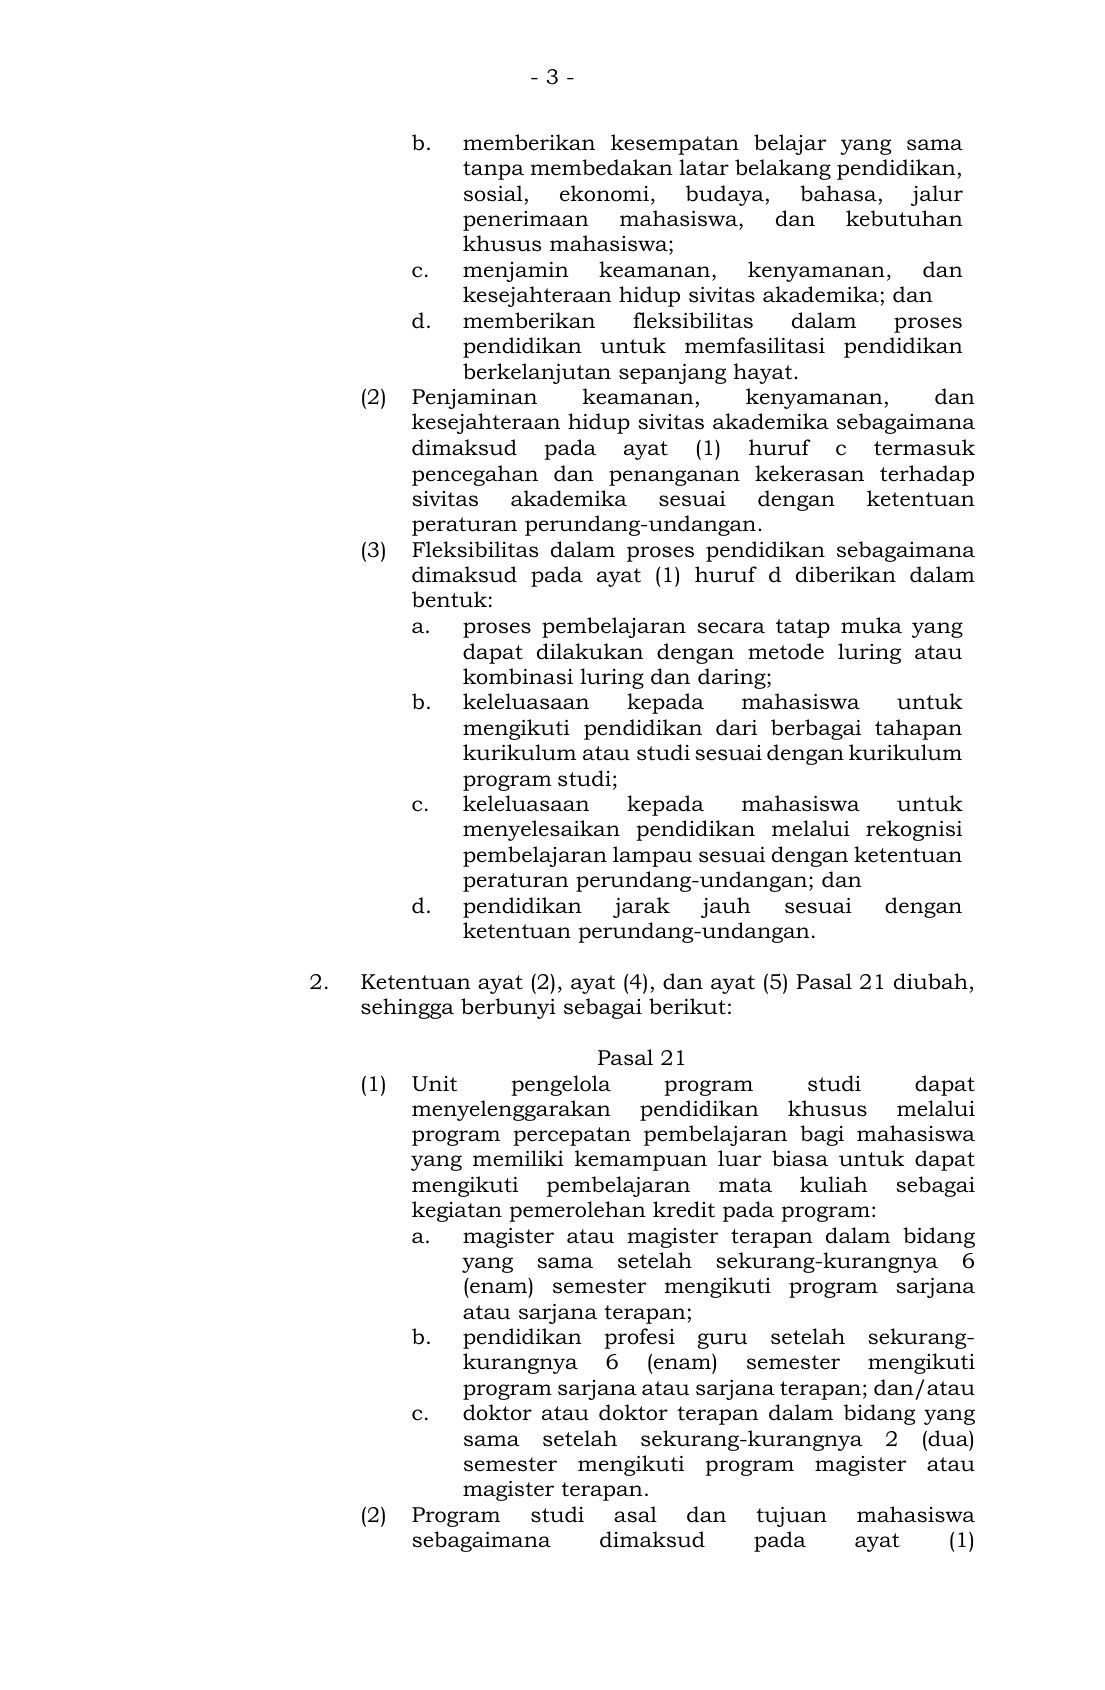 - 3 -
b. memberikan kesempatan belajar yang sama
tanpa membedakan latar belakang pendidikan,
sosial, ekonomi, budaya, bahasa, jalur
penerimaan mahasiswa, dan kebutuhan
khusus mahasiswa;
c. menjamin keamanan, kenyamanan, dan
kesejahteraan hidup sivitas akademika; dan
d. memberikan fleksibilitas dalam proses
pendidikan untuk memfasilitasi pendidikan
berkelanjutan sepanjang hayat.
(2) Penjaminan keamanan, kenyamanan, dan
kesejahteraan hidup sivitas akademika sebagaimana
dimaksud pada ayat (1) huruf c termasuk
pencegahan dan penanganan kekerasan terhadap
sivitas akademika sesuai dengan ketentuan
peraturan perundang-undangan.
(3) Fleksibilitas dalam proses pendidikan sebagaimana
dimaksud pada ayat (1) huruf d diberikan dalam
bentuk:
a. proses pembelajaran secara tatap muka yang
dapat dilakukan dengan metode luring atau
kombinasi luring dan daring;
b. keleluasaan kepada mahasiswa untuk
mengikuti pendidikan dari berbagai tahapan
kurikulum atau studi sesuai dengan kurikulum
program studi;
c. keleluasaan kepada mahasiswa untuk
menyelesaikan pendidikan melalui rekognisi
pembelajaran lampau sesuai dengan ketentuan
peraturan perundang-undangan; dan
d. pendidikan jarak jauh sesuai dengan
ketentuan perundang-undangan.
2. Ketentuan ayat (2), ayat (4), dan ayat (5) Pasal 21 diubah,
sehingga berbunyi sebagai berikut:
Pasal 21
(1) Unit pengelola program studi dapat
menyelenggarakan pendidikan khusus melalui
program percepatan pembelajaran bagi mahasiswa
yang memiliki kemampuan luar biasa untuk dapat
mengikuti pembelajaran mata kuliah sebagai
kegiatan pemerolehan kredit pada program:
a. magister atau magister terapan dalam bidang
yang sama setelah sekurang-kurangnya 6
(enam) semester mengikuti program sarjana
atau sarjana terapan;
b. pendidikan profesi guru setelah sekurang-
kurangnya 6 (enam) semester mengikuti
program sarjana atau sarjana terapan; dan/atau
c. doktor atau doktor terapan dalam bidang yang
sama setelah sekurang-kurangnya 2 (dua)
semester mengikuti program magister atau
magister terapan.
(2) Program studi asal dan tujuan mahasiswa
sebagaimana dimaksud pada ayat (1)